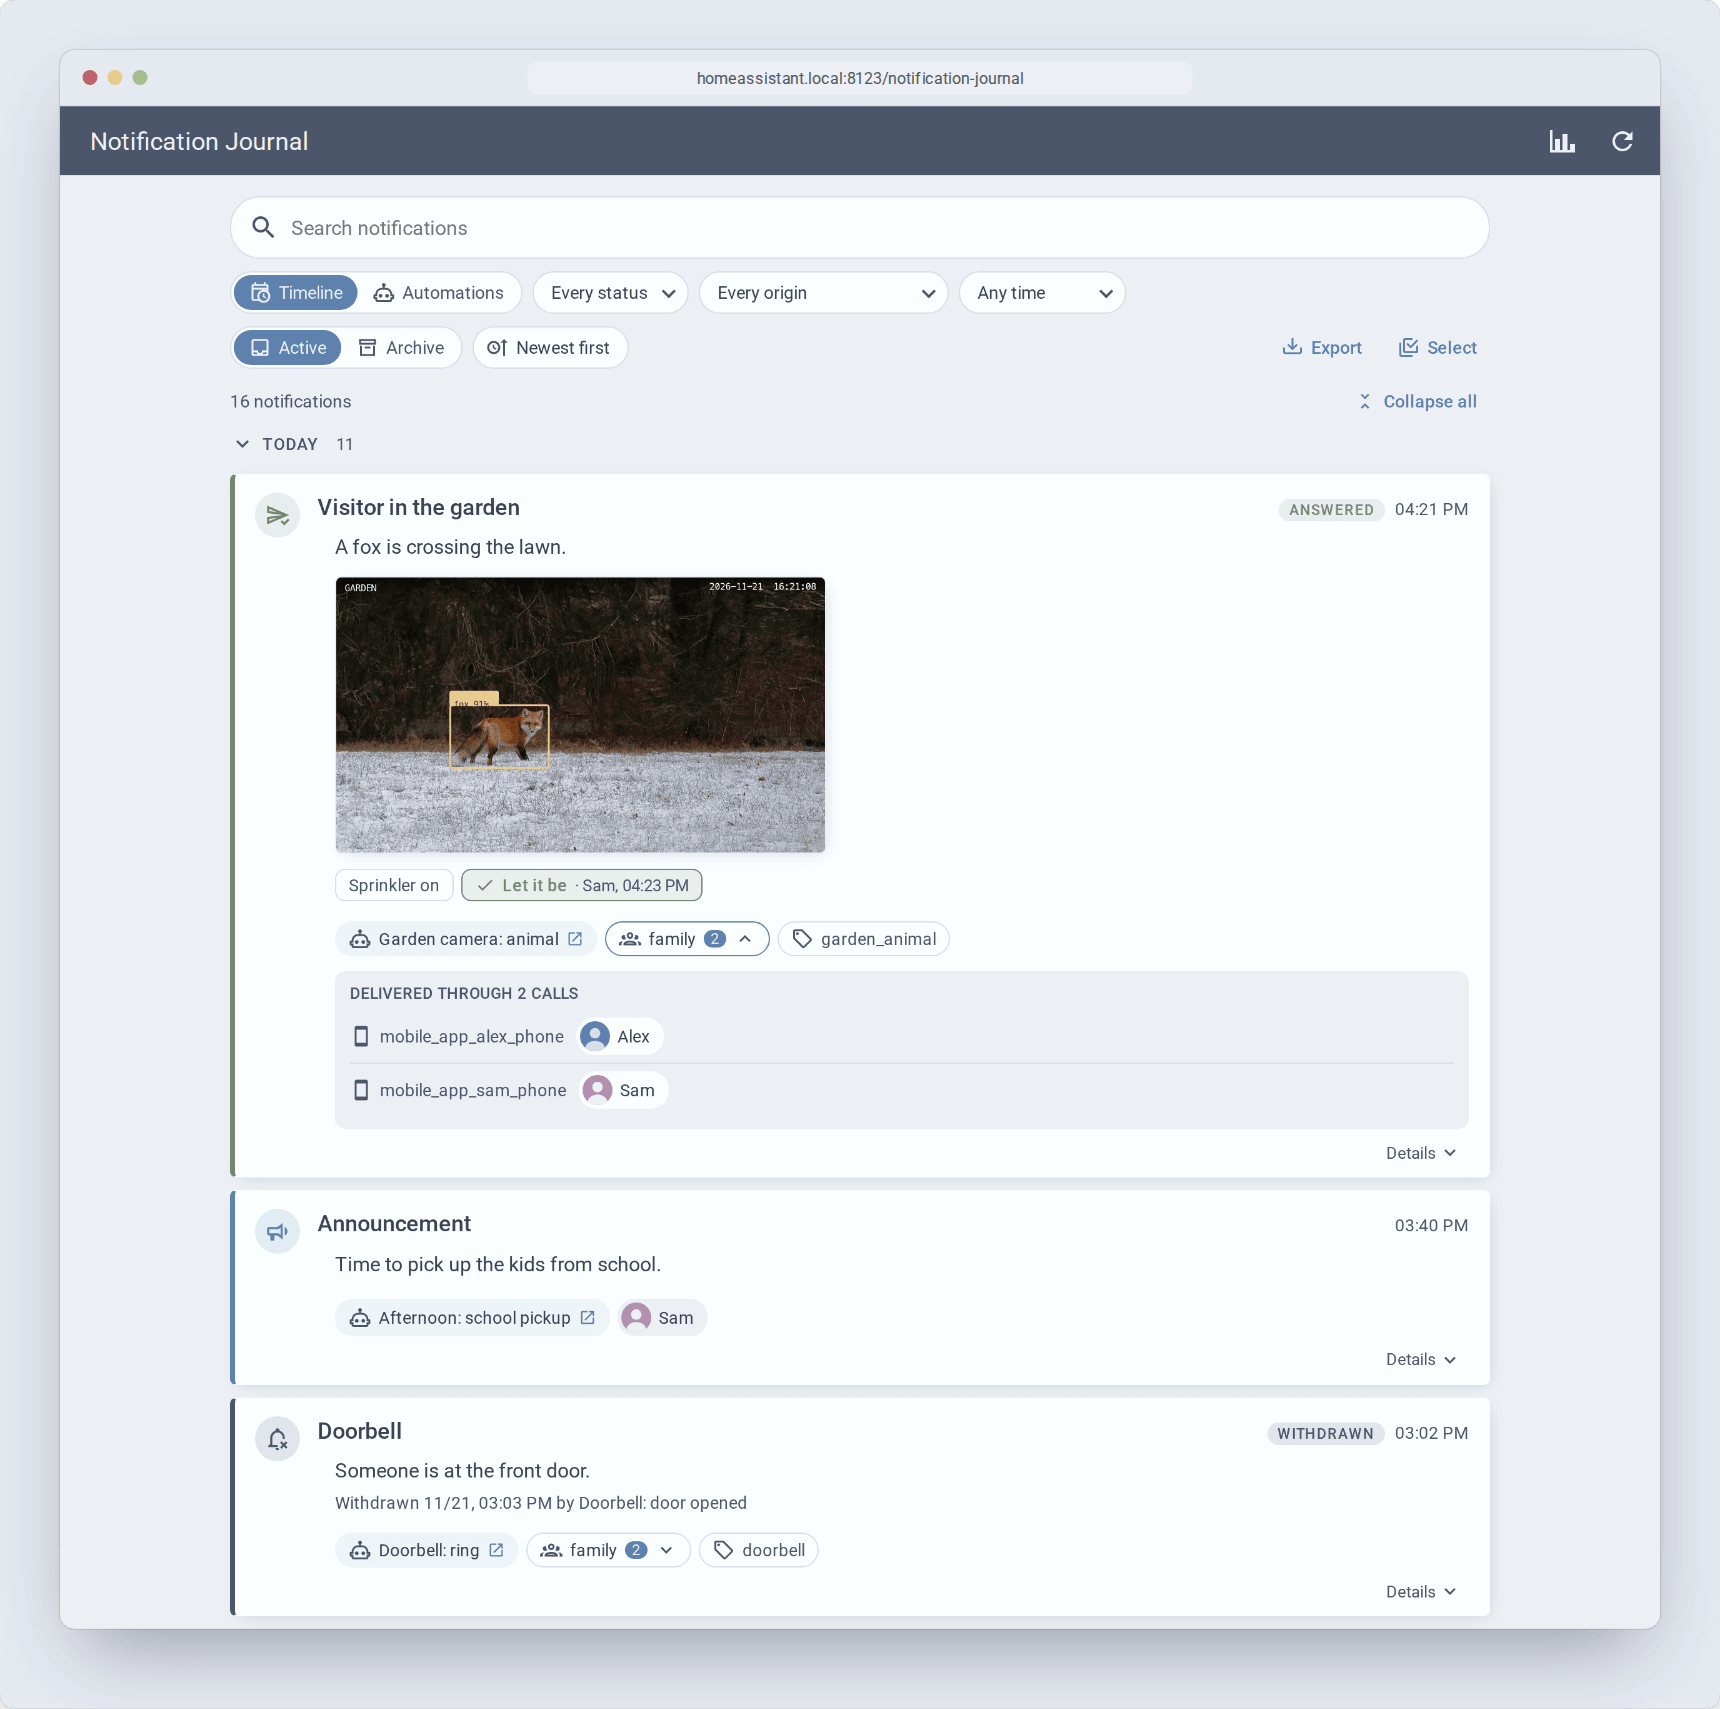 homeassistant.local:8123/notification-journal
Notification Journal
Search notifications
Timeline Automations Every status Every origin Any time
Active Archive Newest first Export Select
16 notifications Collapse all
TODAY 11
Visitor in the garden ANSWERED 04:21 PM
A fox is crossing the lawn.
GARDEN 2026-11-21 16:21:08
fox 91%
Sprinkler on Let it be · Sam, 04:23 PM
Garden camera: animal family 2 garden_animal
DELIVERED THROUGH 2 CALLS
mobile_app_alex_phone Alex
mobile_app_sam_phone Sam
Details
Announcement 03:40 PM
Time to pick up the kids from school.
Afternoon: school pickup Sam
Details
Doorbell WITHDRAWN 03:02 PM
Someone is at the front door.
Withdrawn 11/21, 03:03 PM by Doorbell: door opened
Doorbell: ring family 2 doorbell
Details